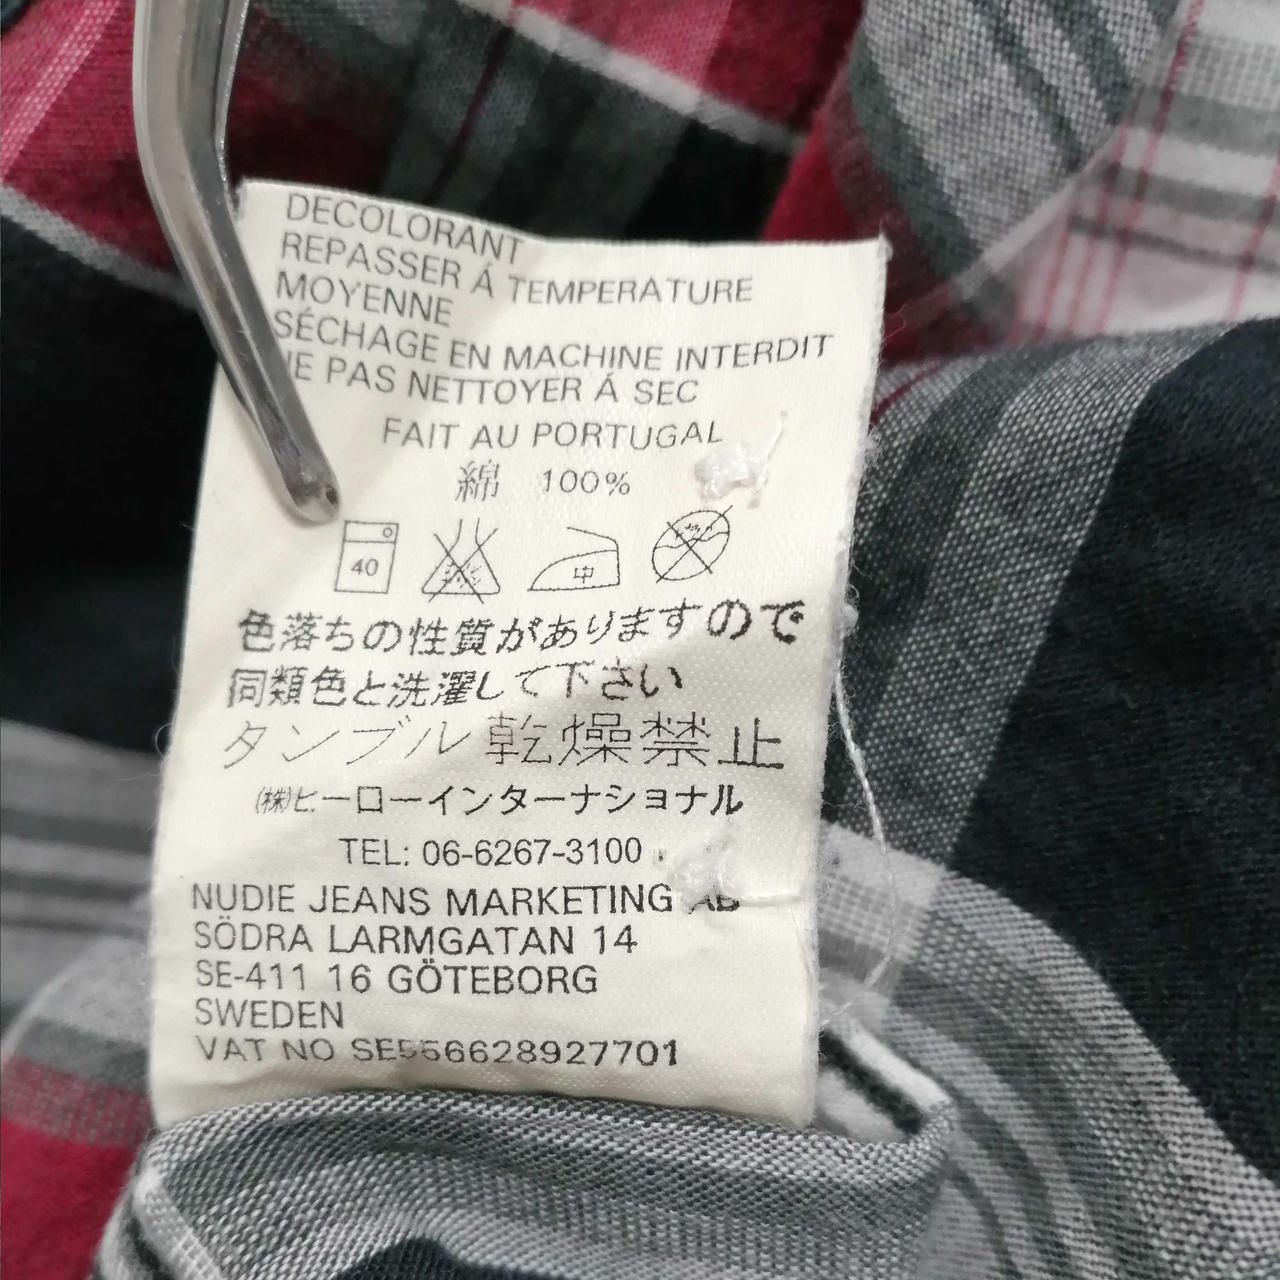 DECOLORANT
REPASSER Á TEMPERATURE
MOYENNE
SÉCHAGE EN MACHINE INTERDIT
NE PAS NETTOYER Á SEC
FAIT AU PORTUGAL
綿 100%
40 中
色落ちの性質がありますので
同類色と洗濯して下さい
タンブル乾燥禁止
(株)ヒーローインターナショナル
TEL: 06-6267-3100
NUDIE JEANS MARKETING AB
SÖDRA LARMGATAN 14
SE-411 16 GÖTEBORG
SWEDEN
VAT NO SE556628927701